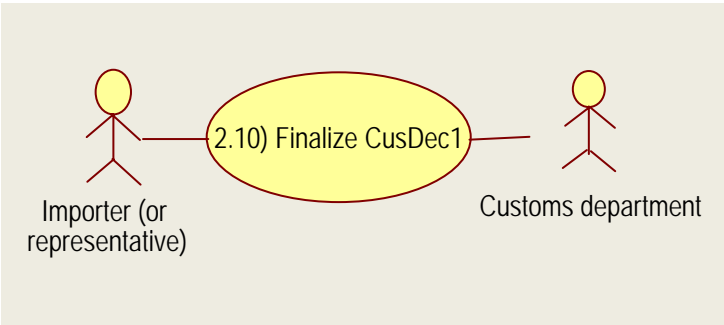 2.10) Finalize CusDec1
Importer (or
representative)
Customs department